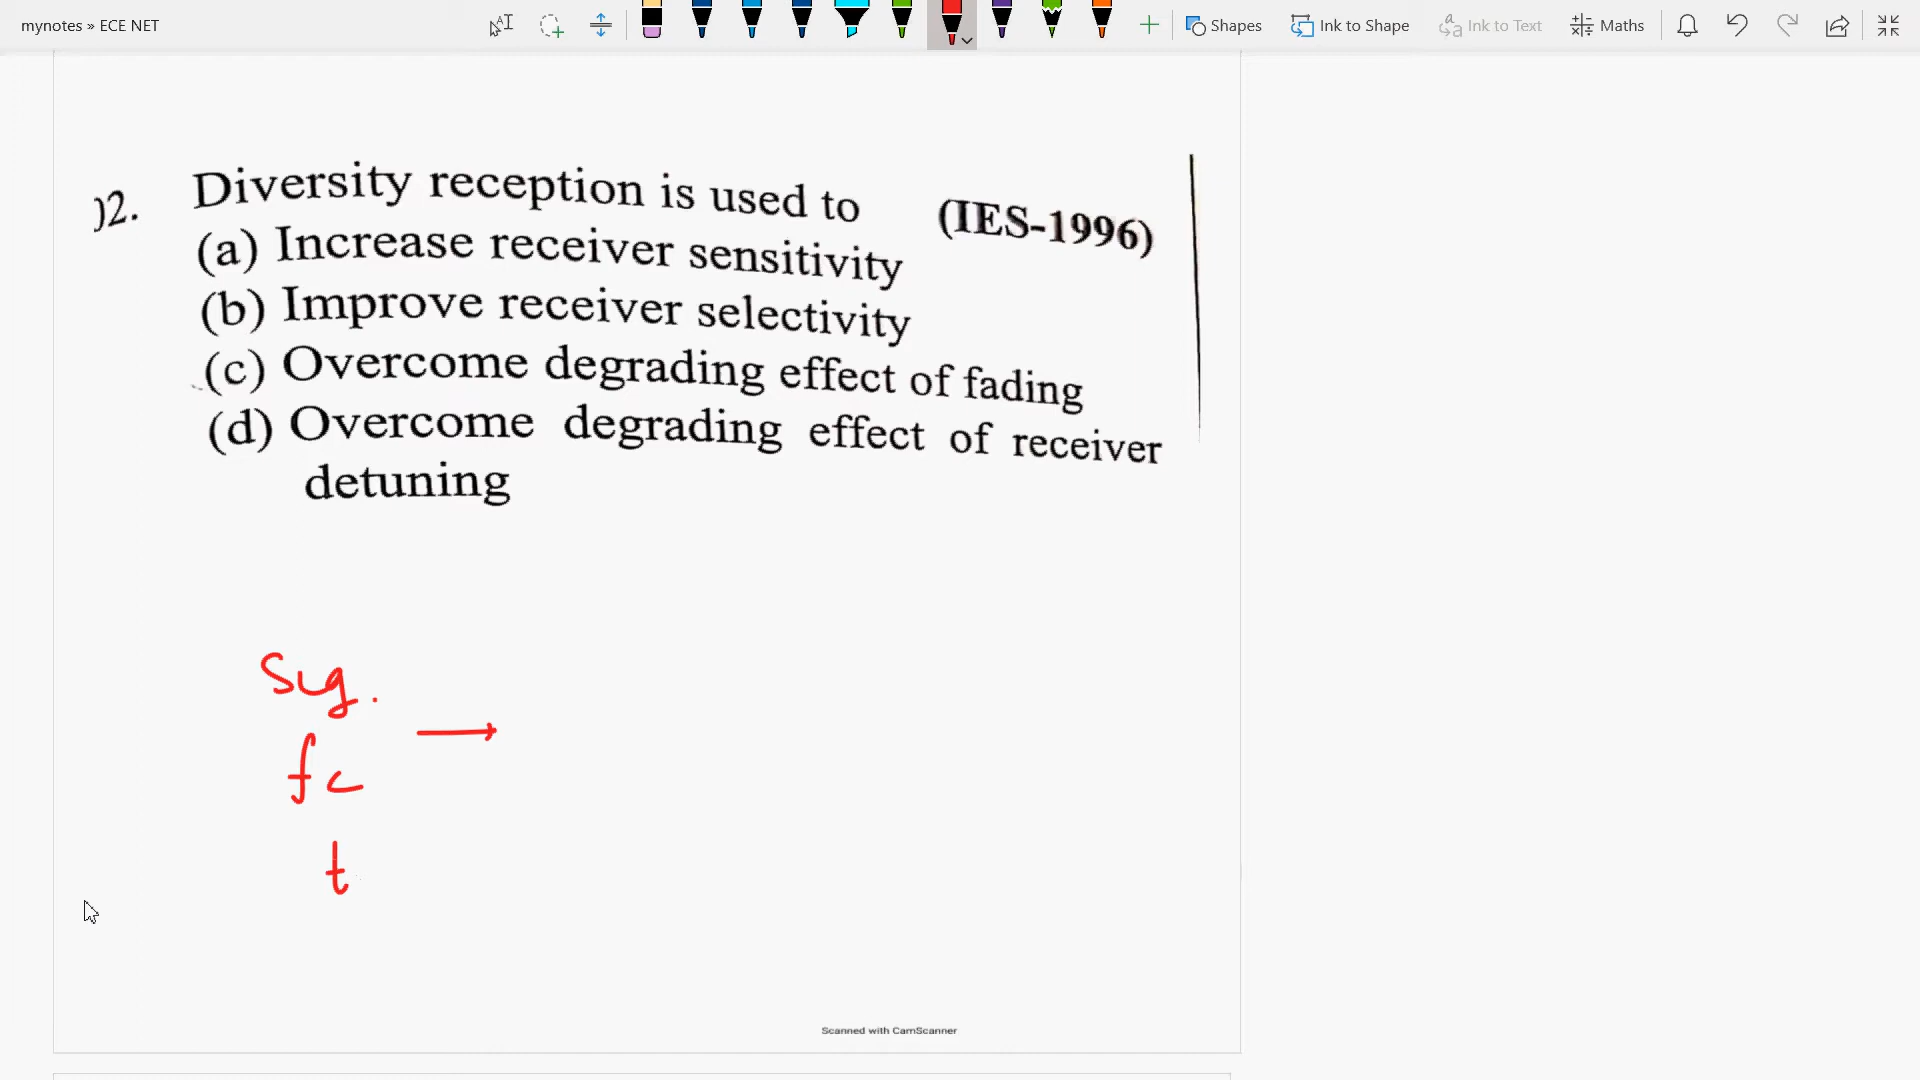 mynotes » ECE NET
Shapes
Ink to Shape
Ink to Text
Maths
)2. Diversity reception is used to (IES-1996)
(a) Increase receiver sensitivity
(b) Improve receiver selectivity
(c) Overcome degrading effect of fading
(d) Overcome degrading effect of receiver
detuning
Sig.
fc
t
Scanned with CamScanner